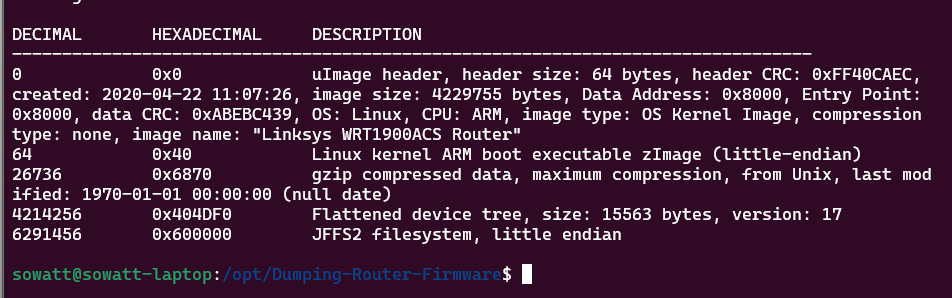 DECIMAL       HEXADECIMAL     DESCRIPTION
--------------------------------------------------------------------------------
0             0x0             uImage header, header size: 64 bytes, header CRC: 0xFF40CAEC,
created: 2020-04-22 11:07:26, image size: 4229755 bytes, Data Address: 0x8000, Entry Point:
0x8000, data CRC: 0xABEBC439, OS: Linux, CPU: ARM, image type: OS Kernel Image, compression
type: none, image name: "Linksys WRT1900ACS Router"
64            0x40            Linux kernel ARM boot executable zImage (little-endian)
26736         0x6870          gzip compressed data, maximum compression, from Unix, last mod
ified: 1970-01-01 00:00:00 (null date)
4214256       0x404DF0        Flattened device tree, size: 15563 bytes, version: 17
6291456       0x600000        JFFS2 filesystem, little endian
sowatt@sowatt-laptop:/opt/Dumping-Router-Firmware$